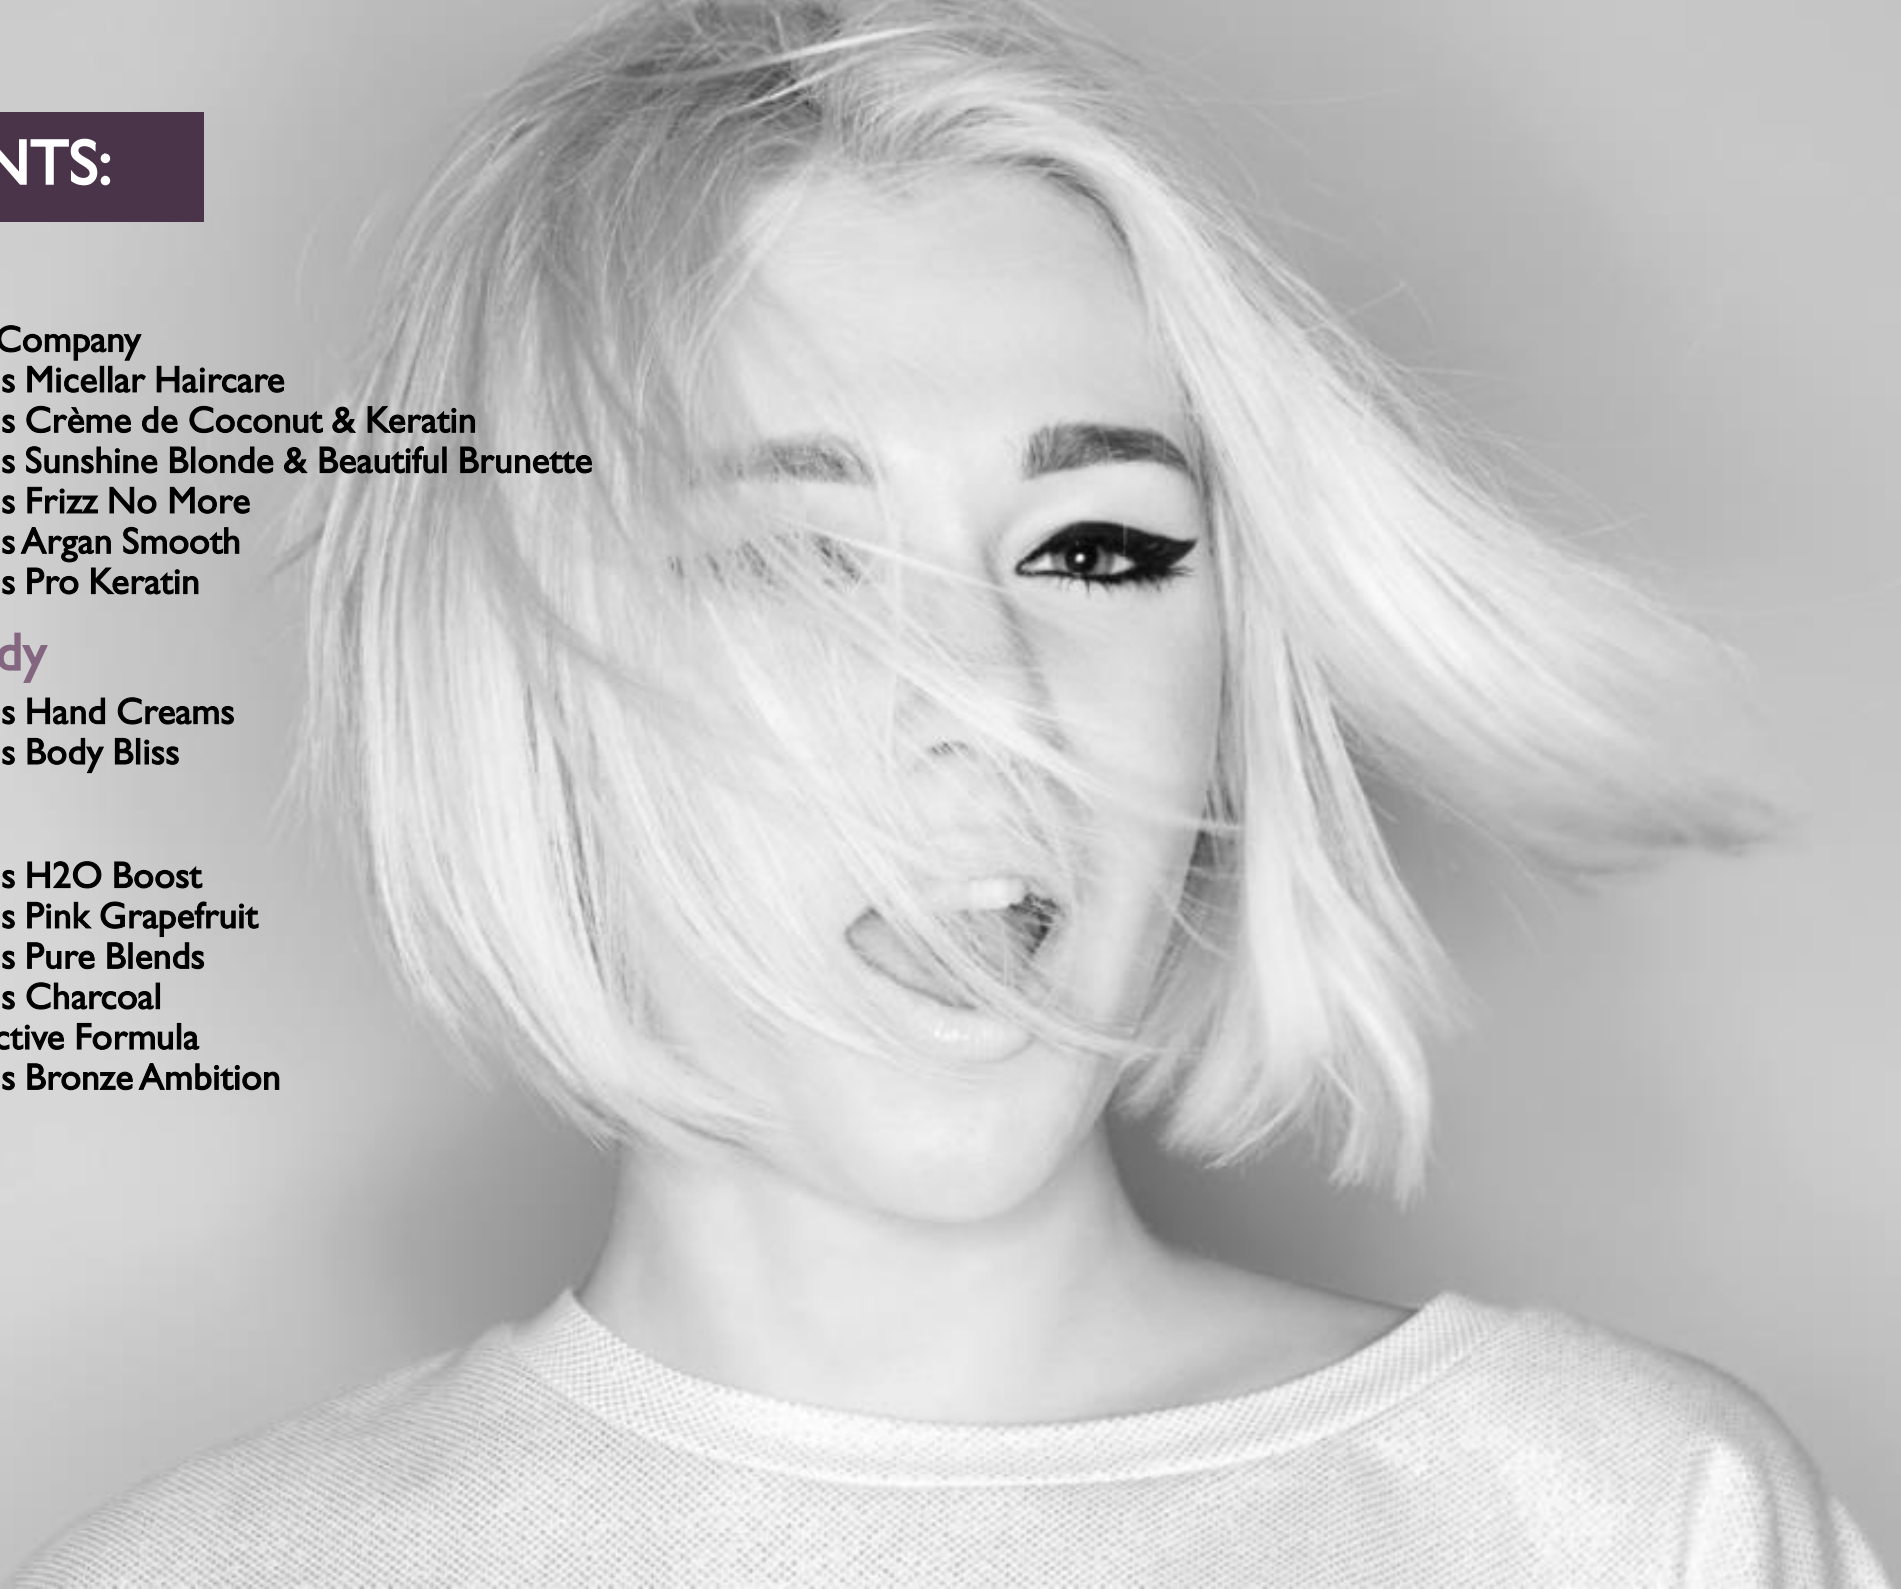 NTS:
Company
s Micellar Haircare
s Crème de Coconut & Keratin
s Sunshine Blonde & Beautiful Brunette
s Frizz No More
s Argan Smooth
s Pro Keratin
dy
s Hand Creams
s Body Bliss
s H2O Boost
s Pink Grapefruit
s Pure Blends
s Charcoal
ctive Formula
s Bronze Ambition